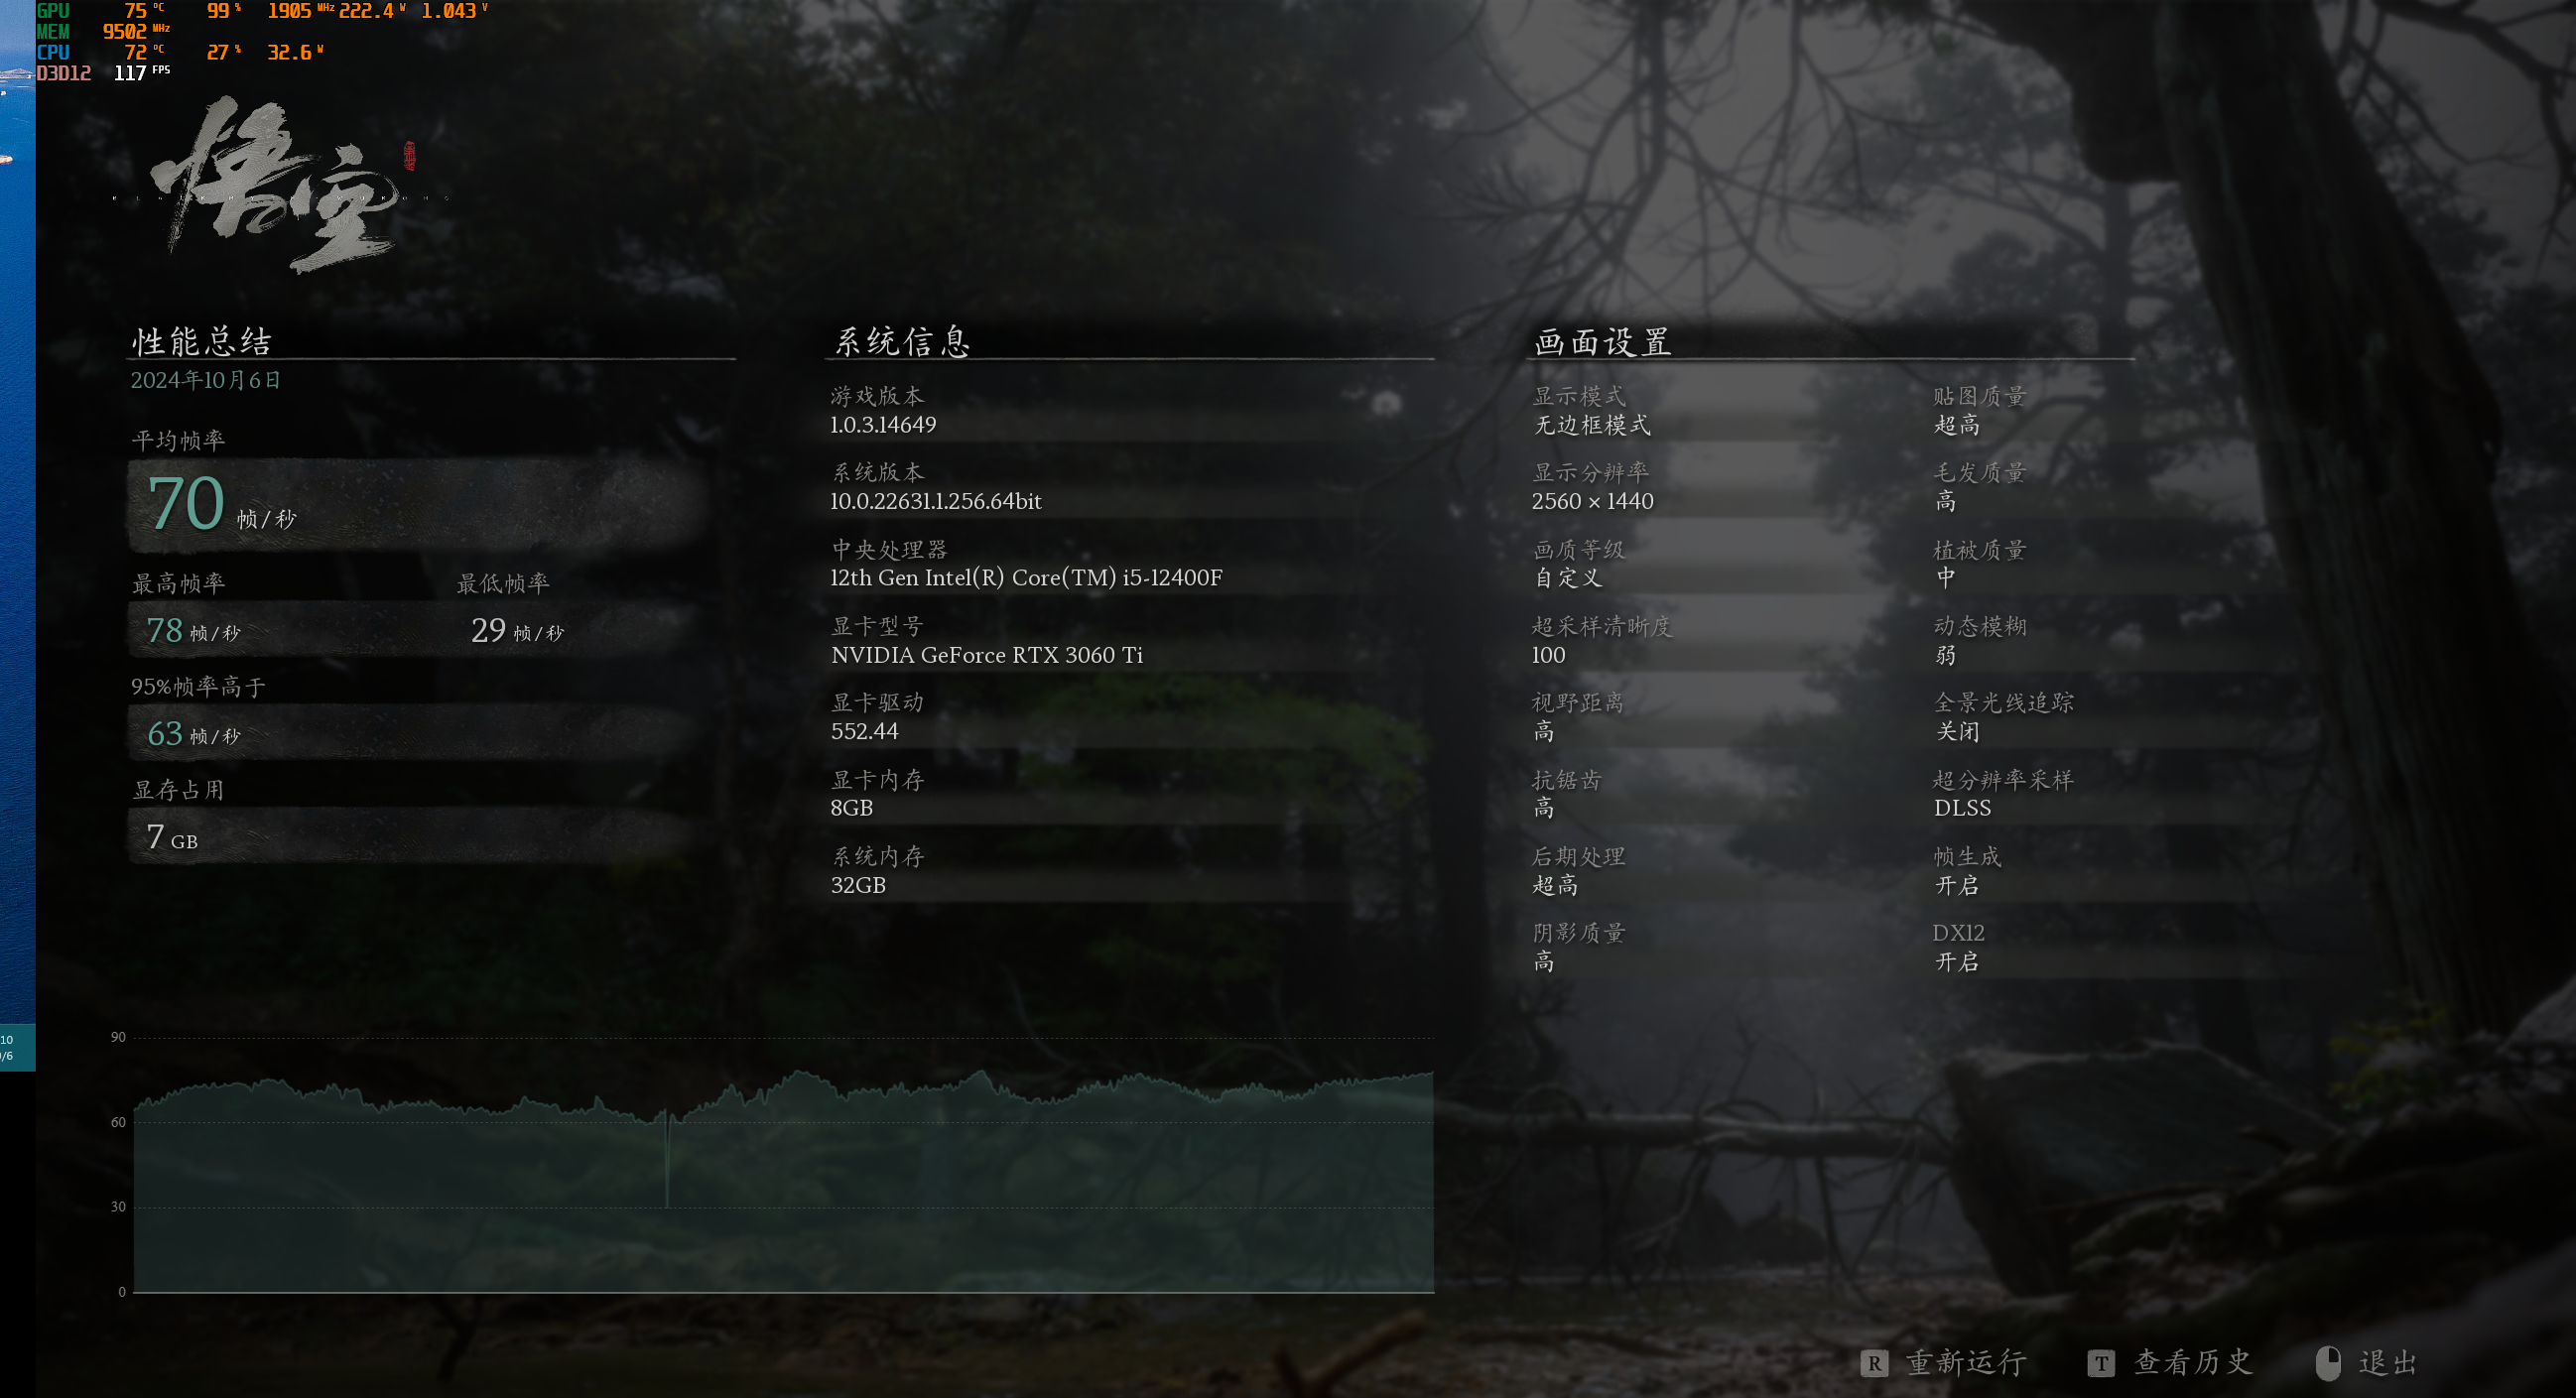 GPU 75 °C 99 % 1905 MHz 222.4 W 1.043 V
MEM 9502 MHz
CPU 72 °C 27 % 32.6 W
D3D12 117 FPS
悟空
性能总结
2024年10月6日
平均帧率
70 帧/秒
最高帧率 最低帧率
78 帧/秒 29 帧/秒
95%帧率高于
63 帧/秒
显存占用
7 GB
系统信息
游戏版本
1.0.3.14649
系统版本
10.0.22631.1.256.64bit
中央处理器
12th Gen Intel(R) Core(TM) i5-12400F
显卡型号
NVIDIA GeForce RTX 3060 Ti
显卡驱动
552.44
显卡内存
8GB
系统内存
32GB
画面设置
显示模式 贴图质量
无边框模式 超高
显示分辨率 毛发质量
2560 × 1440 高
画质等级 植被质量
自定义 中
超采样清晰度 动态模糊
100 弱
视野距离 全景光线追踪
高 关闭
抗锯齿 超分辨率采样
高 DLSS
后期处理 帧生成
超高 开启
阴影质量 DX12
高 开启
90
60
30
0
10
/6
R 重新运行 T 查看历史 退出